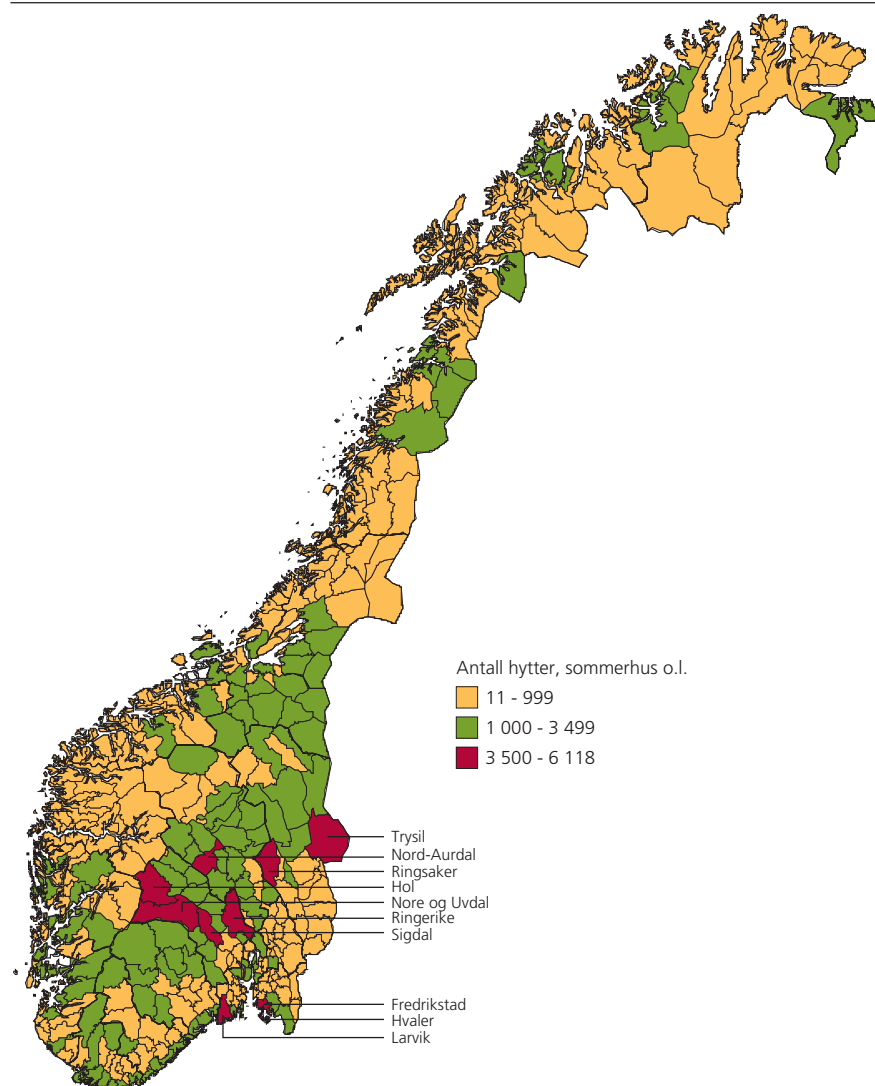 Antall hytter, sommerhus o.l.
11 - 999
1 000 - 3 499
3 500 - 6 118
Trysil
Nord-Aurdal
Ringsaker
Hol
Nore og Uvdal
Ringerike
Sigdal
Fredrikstad
Hvaler
Larvik